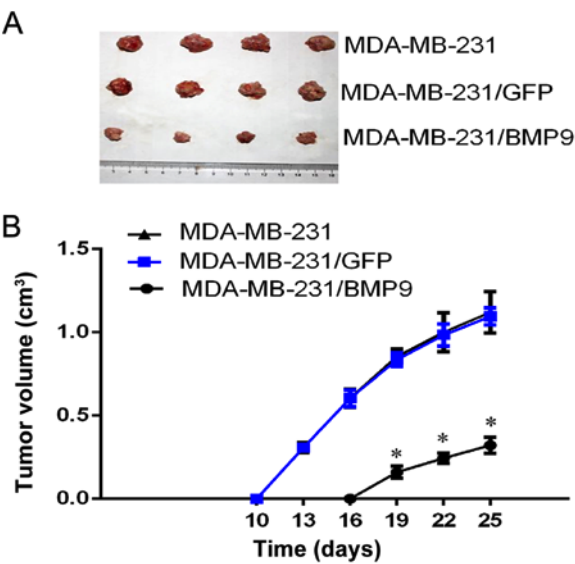 A
MDA-MB-231
MDA-MB-231/GFP
MDA-MB-231/BMP9
B
MDA-MB-231
MDA-MB-231/GFP
MDA-MB-231/BMP9
Tumor volume (cm³)
1.5
1.0
0.5
0.0
* * *
10 13 16 19 22 25
Time (days)